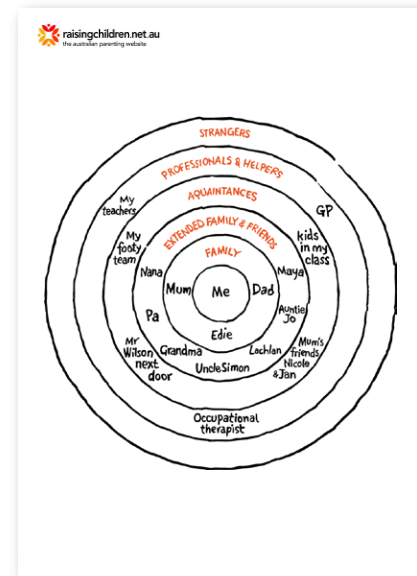 raisingchildren.net.au
the australian parenting website
STRANGERS
PROFESSIONALS & HELPERS
AQUAINTANCES
EXTENDED FAMILY & FRIENDS
FAMILY
My
teachers
GP
My
footy
team
kids
in my
class
Nana
Maya
Mum
Me
Dad
Pa
Auntie
Jo
Edie
Mr
Wilson
next
door
Grandma
Lachlan
Mum's
friends
Nicole
& Jan
Uncle Simon
Occupational
therapist